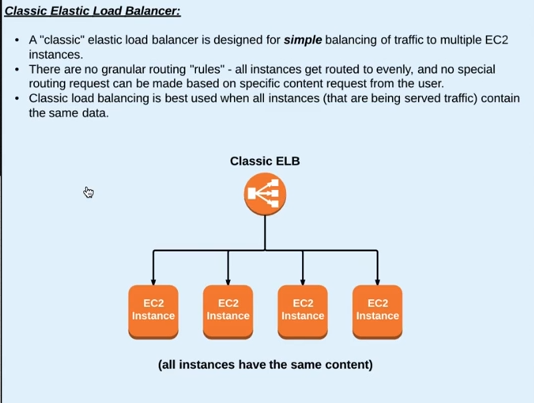 Classic Elastic Load Balancer:
• A "classic" elastic load balancer is designed for simple balancing of traffic to multiple EC2
instances.
• There are no granular routing "rules" - all instances get routed to evenly, and no special
routing request can be made based on specific content request from the user.
• Classic load balancing is best used when all instances (that are being served traffic) contain
the same data.
Classic ELB
EC2 Instance
EC2 Instance
EC2 Instance
EC2 Instance
(all instances have the same content)